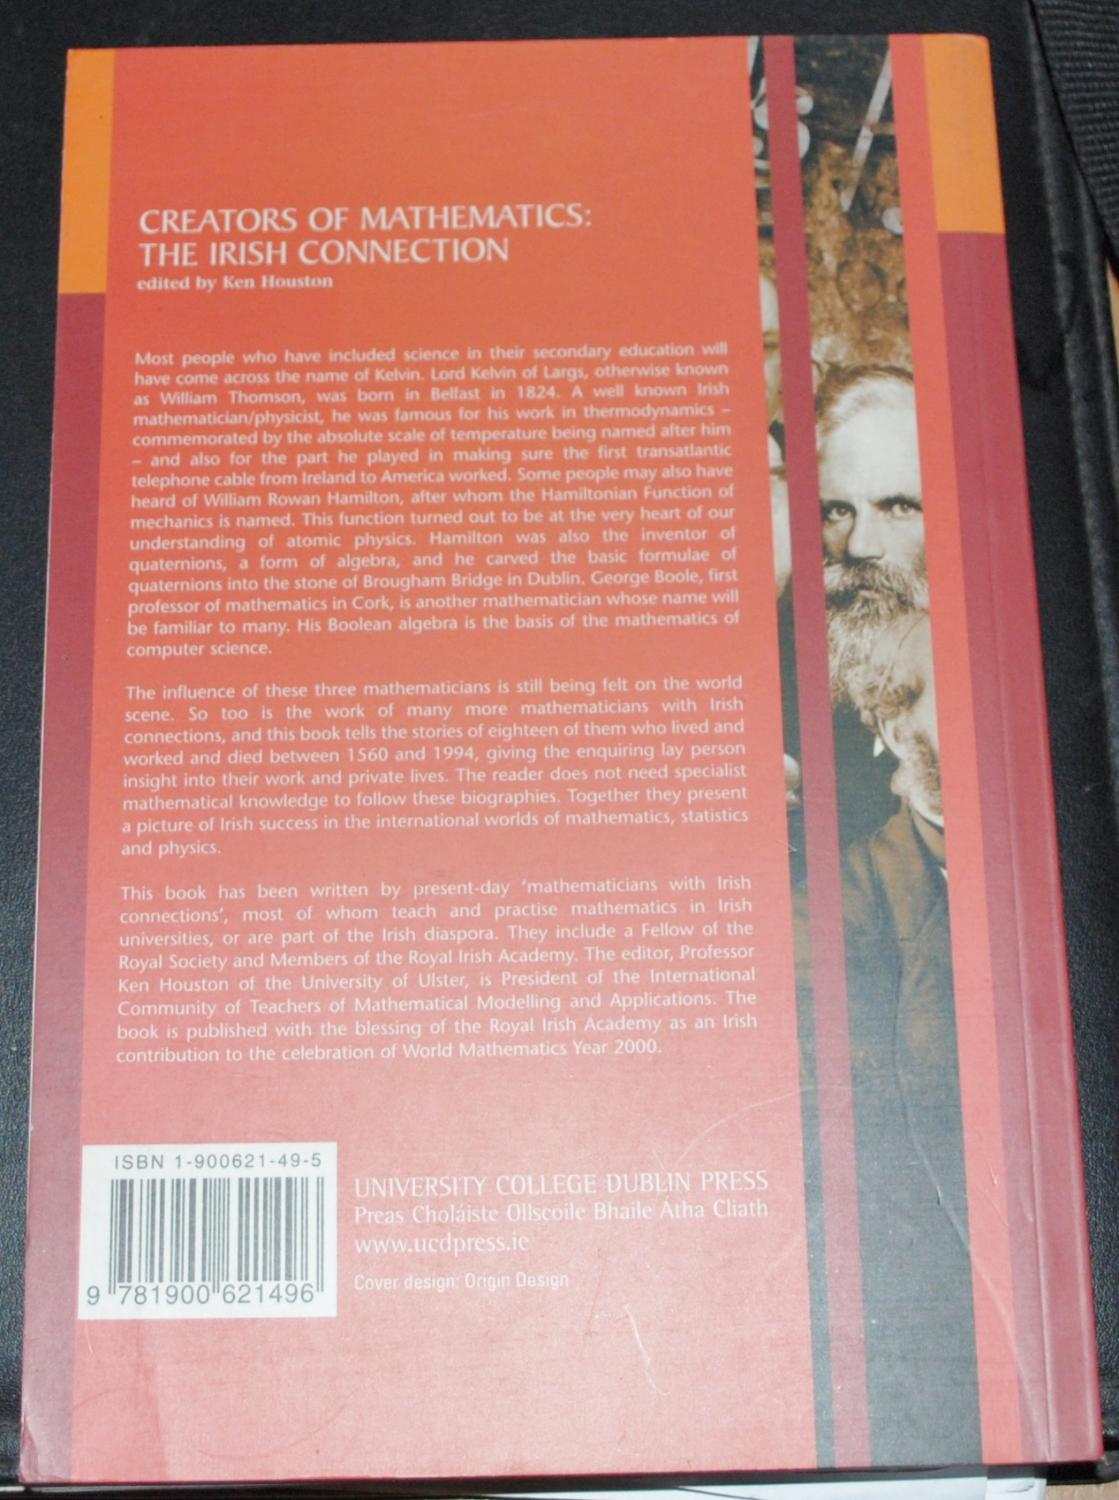 CREATORS OF MATHEMATICS:
THE IRISH CONNECTION
edited by Ken Houston
Most people who have included science in their secondary education will
have come across the name of Kelvin. Lord Kelvin of Largs, otherwise known
as William Thomson, was born in Belfast in 1824. A well known Irish
mathematician/physicist, he was famous for his work in thermodynamics –
commemorated by the absolute scale of temperature being named after him
– and also for the part he played in making sure the first transatlantic
telephone cable from Ireland to America worked. Some people may also have
heard of William Rowan Hamilton, after whom the Hamiltonian Function of
mechanics is named. This function turned out to be at the very heart of our
understanding of atomic physics. Hamilton was also the inventor of
quaternions, a form of algebra, and he carved the basic formulae of
quaternions into the stone of Brougham Bridge in Dublin. George Boole, first
professor of mathematics in Cork, is another mathematician whose name will
be familiar to many. His Boolean algebra is the basis of the mathematics of
computer science.
The influence of these three mathematicians is still being felt on the world
scene. So too is the work of many more mathematicians with Irish
connections, and this book tells the stories of eighteen of them who lived and
worked and died between 1560 and 1994, giving the enquiring lay person
insight into their work and private lives. The reader does not need specialist
mathematical knowledge to follow these biographies. Together they present
a picture of Irish success in the international worlds of mathematics, statistics
and physics.
This book has been written by present-day ‘mathematicians with Irish
connections’, most of whom teach and practise mathematics in Irish
universities, or are part of the Irish diaspora. They include a Fellow of the
Royal Society and Members of the Royal Irish Academy. The editor, Professor
Ken Houston of the University of Ulster, is President of the International
Community of Teachers of Mathematical Modelling and Applications. The
book is published with the blessing of the Royal Irish Academy as an Irish
contribution to the celebration of World Mathematics Year 2000.
ISBN 1-900621-49-5
9 781900 621496
UNIVERSITY COLLEGE DUBLIN PRESS
Preas Choláiste Ollscoile Bhaile Átha Cliath
www.ucdpress.ie
Cover design: Origin Design